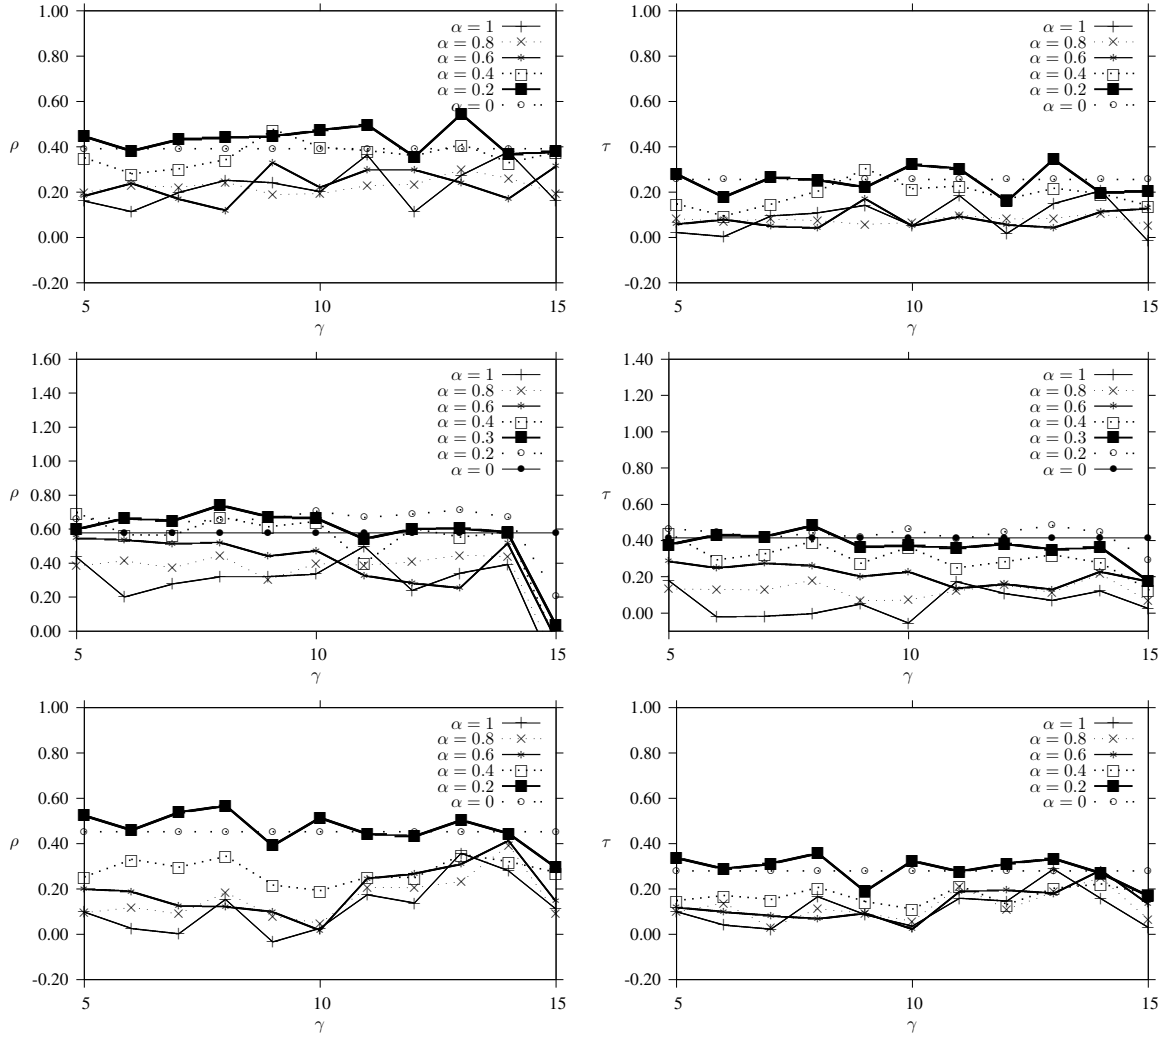 1.00
0.80
0.60
0.40
0.20
0.00
-0.20
5
10
15
ρ
γ
α = 1
α = 0.8
α = 0.6
α = 0.4
α = 0.2
α = 0
1.00
0.80
0.60
0.40
0.20
0.00
-0.20
5
10
15
τ
γ
α = 1
α = 0.8
α = 0.6
α = 0.4
α = 0.2
α = 0
1.60
1.40
1.20
1.00
0.80
0.60
0.40
0.20
0.00
5
10
15
ρ
γ
α = 1
α = 0.8
α = 0.6
α = 0.4
α = 0.3
α = 0.2
α = 0
1.40
1.20
1.00
0.80
0.60
0.40
0.20
0.00
5
10
15
τ
γ
α = 1
α = 0.8
α = 0.6
α = 0.4
α = 0.3
α = 0.2
α = 0
1.00
0.80
0.60
0.40
0.20
0.00
-0.20
5
10
15
ρ
γ
α = 1
α = 0.8
α = 0.6
α = 0.4
α = 0.2
α = 0
1.00
0.80
0.60
0.40
0.20
0.00
-0.20
5
10
15
τ
γ
α = 1
α = 0.8
α = 0.6
α = 0.4
α = 0.2
α = 0